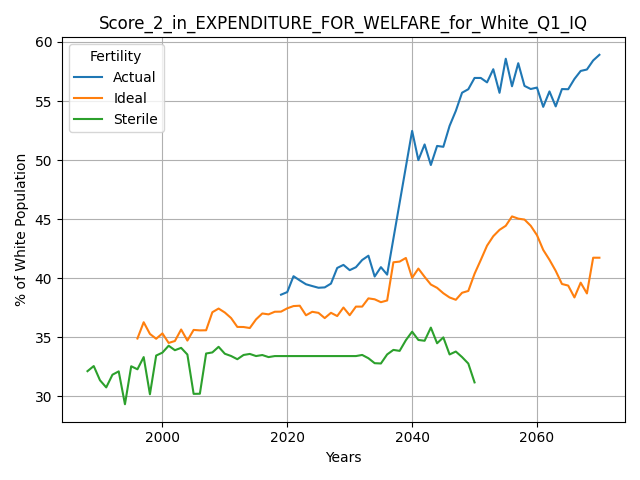 Score_2_in_EXPENDITURE_FOR_WELFARE_for_White_Q1_IQ
Fertility
Actual
Ideal
Sterile
% of White Population
60
55
50
45
40
35
30
2000
2020
2040
2060
Years